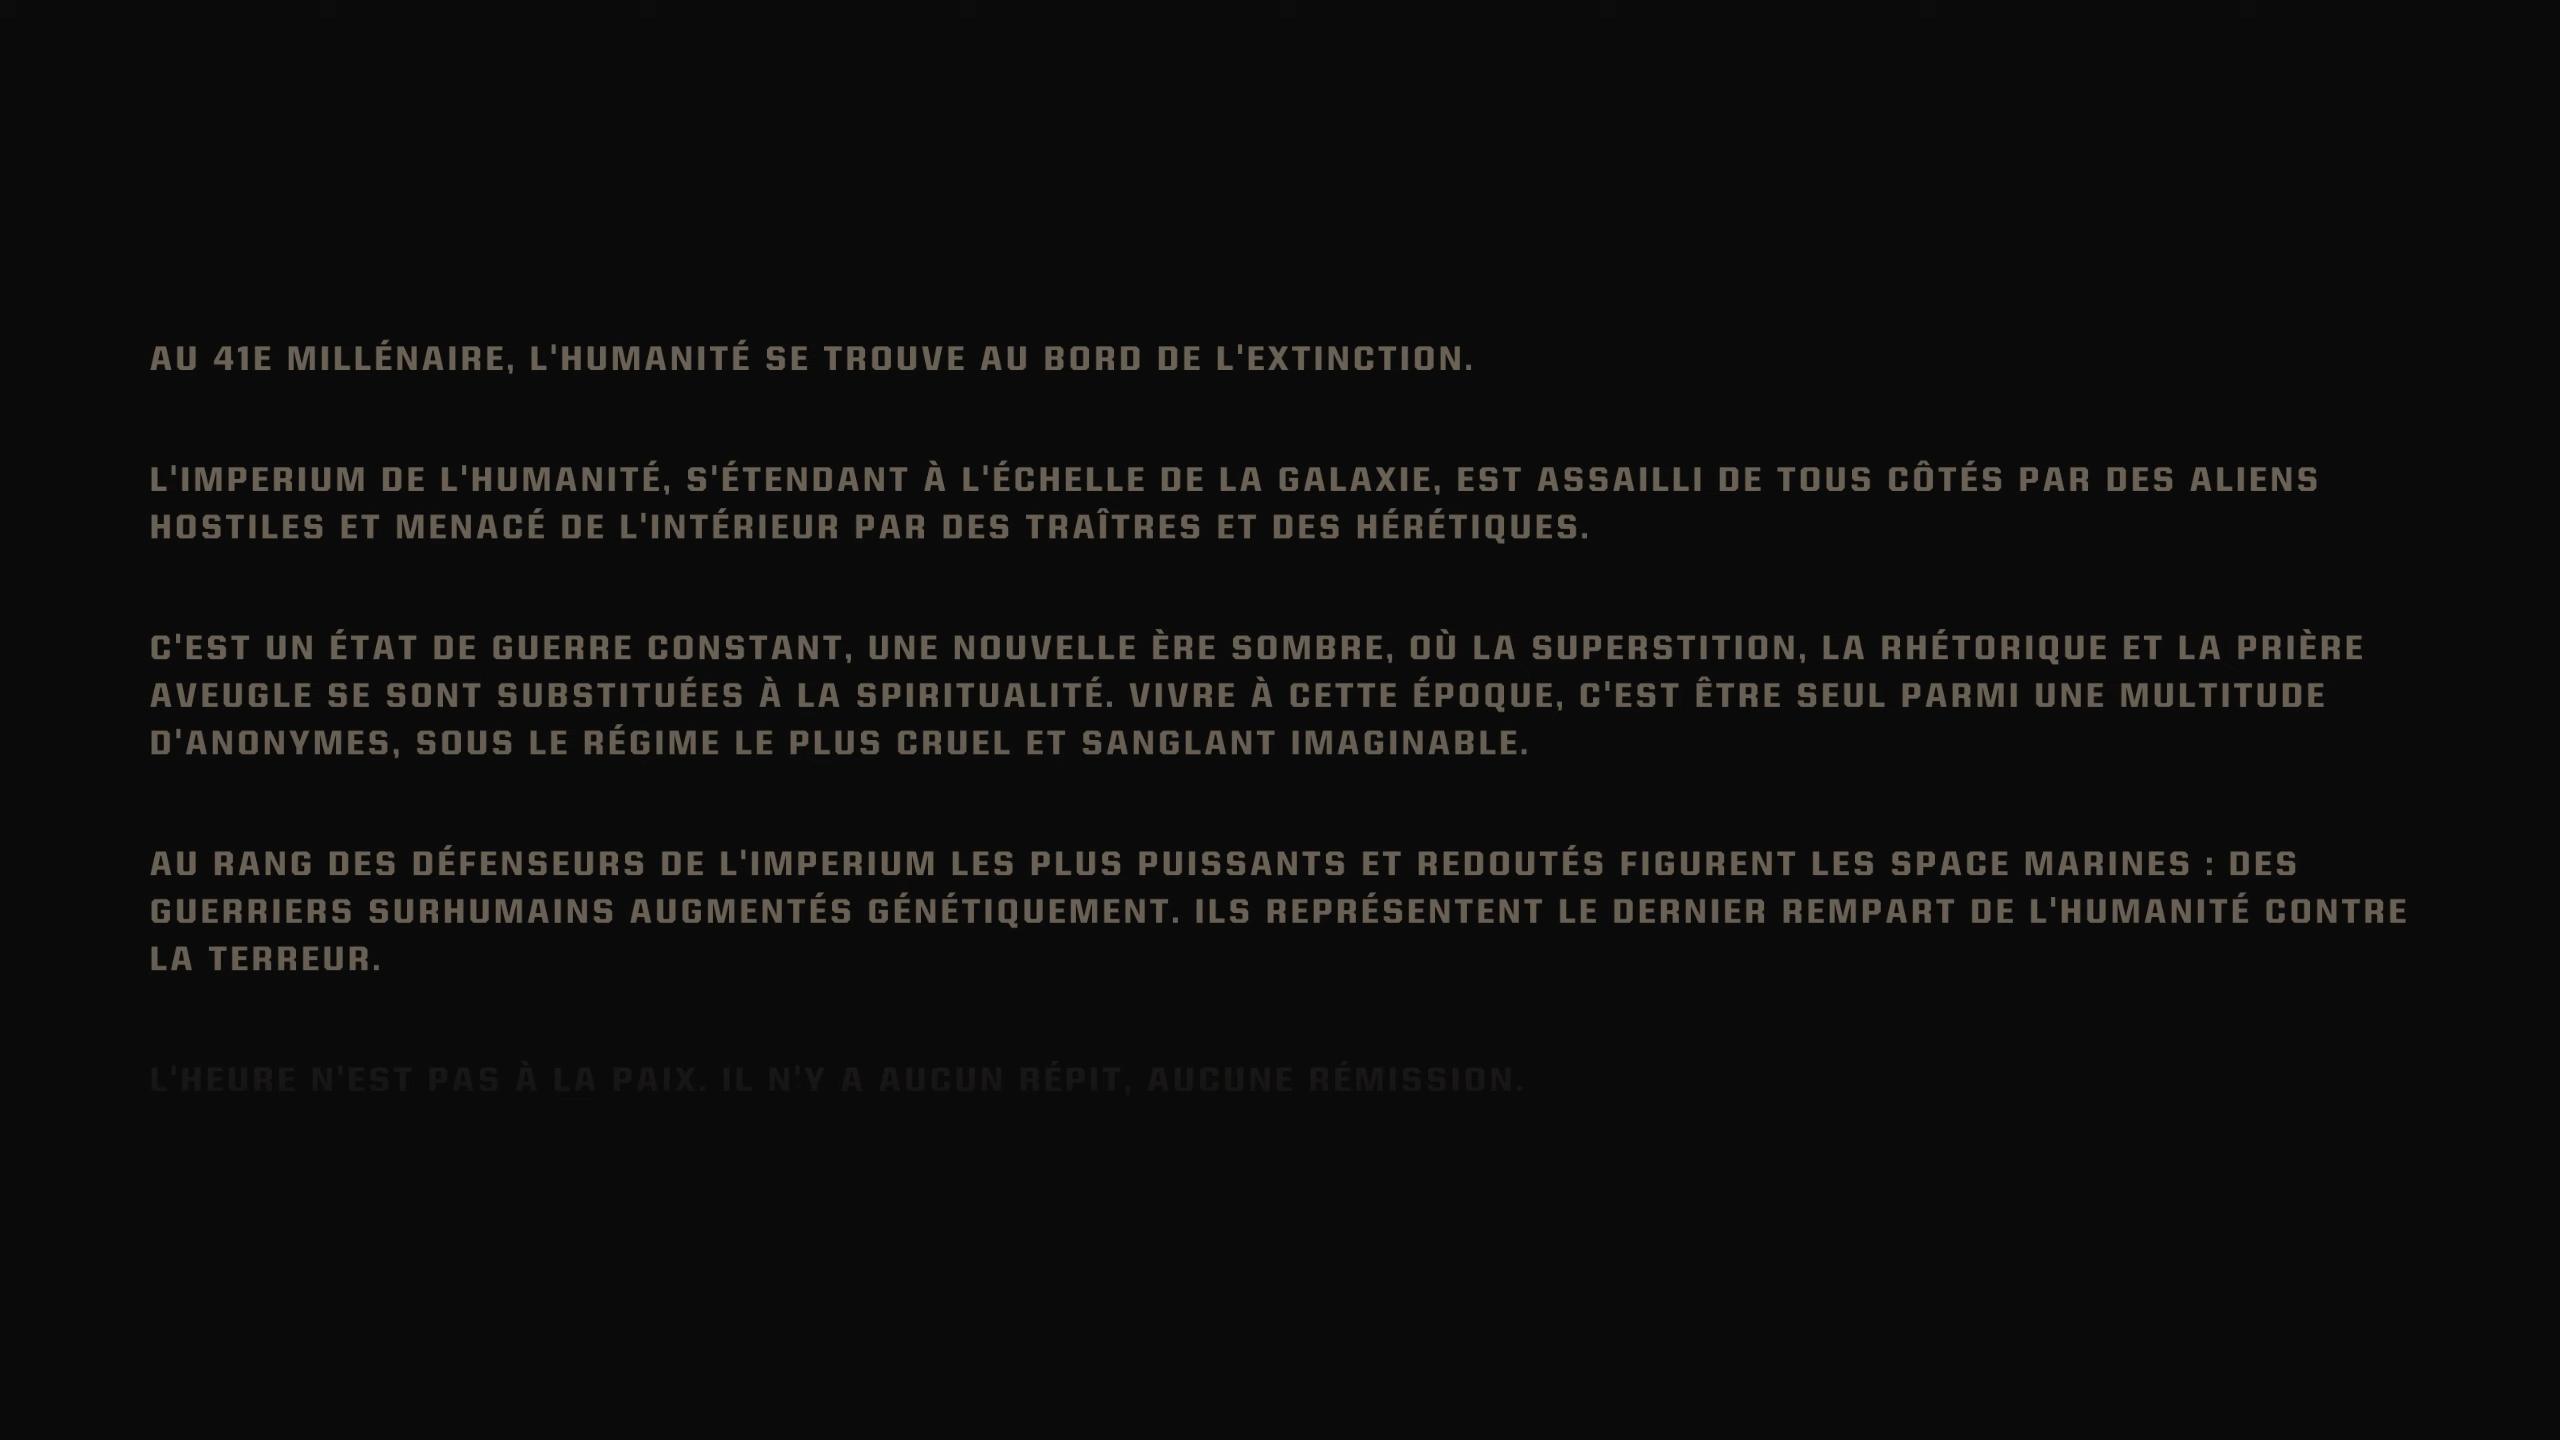 AU 41E MILLÉNAIRE, L'HUMANITÉ SE TROUVE AU BORD DE L'EXTINCTION.
L'IMPERIUM DE L'HUMANITÉ, S'ÉTENDANT À L'ÉCHELLE DE LA GALAXIE, EST ASSAILLI DE TOUS CÔTÉS PAR DES ALIENS
HOSTILES ET MENACÉ DE L'INTÉRIEUR PAR DES TRAÎTRES ET DES HÉRÉTIQUES.
C'EST UN ÉTAT DE GUERRE CONSTANT, UNE NOUVELLE ÈRE SOMBRE, OÙ LA SUPERSTITION, LA RHÉTORIQUE ET LA PRIÈRE
AVEUGLE SE SONT SUBSTITUÉES À LA SPIRITUALITÉ. VIVRE À CETTE ÉPOQUE, C'EST ÊTRE SEUL PARMI UNE MULTITUDE
D'ANONYMES, SOUS LE RÉGIME LE PLUS CRUEL ET SANGLANT IMAGINABLE.
AU RANG DES DÉFENSEURS DE L'IMPERIUM LES PLUS PUISSANTS ET REDOUTÉS FIGURENT LES SPACE MARINES : DES
GUERRIERS SURHUMAINS AUGMENTÉS GÉNÉTIQUEMENT. ILS REPRÉSENTENT LE DERNIER REMPART DE L'HUMANITÉ CONTRE
LA TERREUR.
L'HEURE N'EST PAS À LA PAIX. IL N'Y A AUCUN RÉPIT, AUCUNE RÉMISSION.